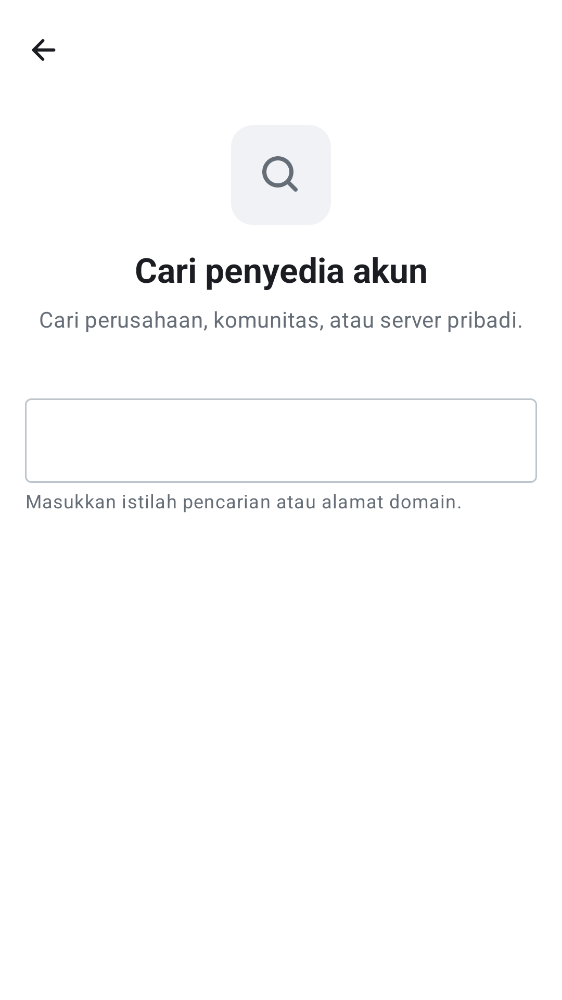 Cari penyedia akun
Cari perusahaan, komunitas, atau server pribadi.
Masukkan istilah pencarian atau alamat domain.